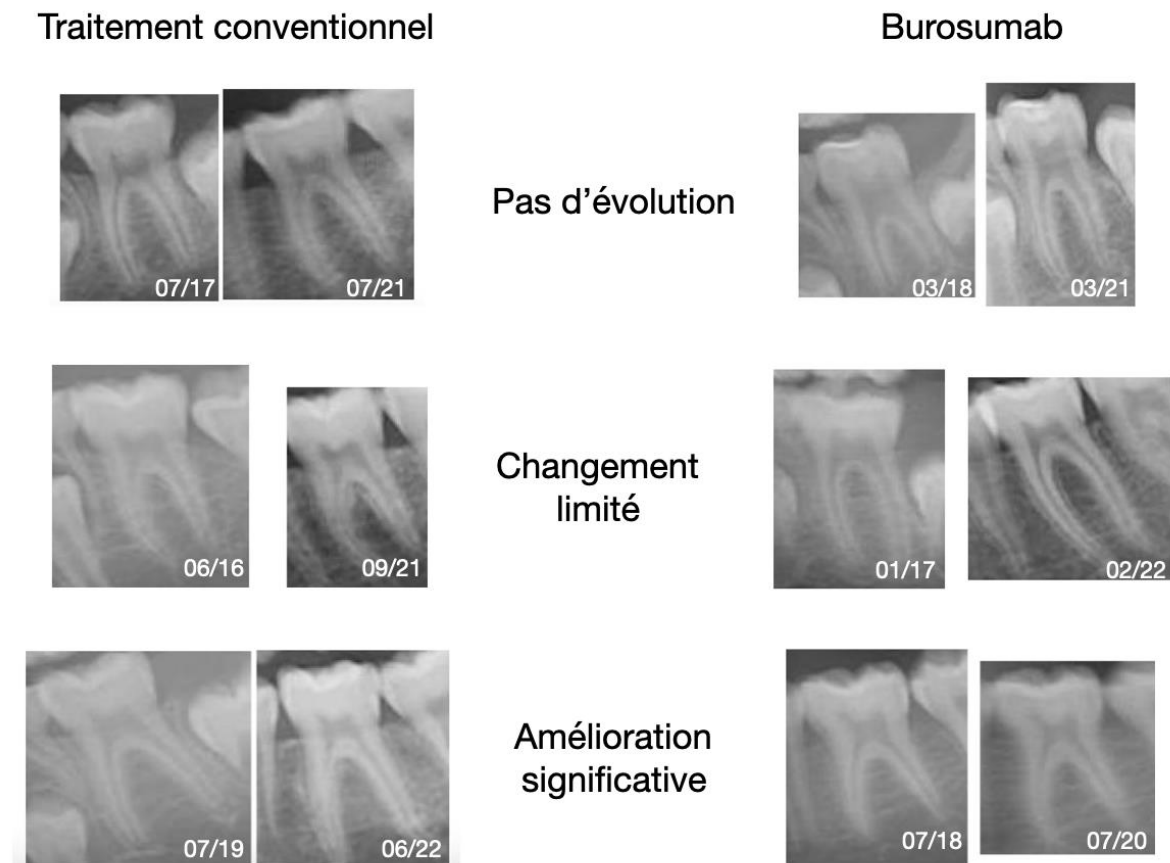 Traitement conventionnel
Burosumab
07/17
07/21
Pas d’évolution
03/18
03/21
06/16
09/21
Changement
limité
01/17
02/22
07/19
06/22
Amélioration
significative
07/18
07/20